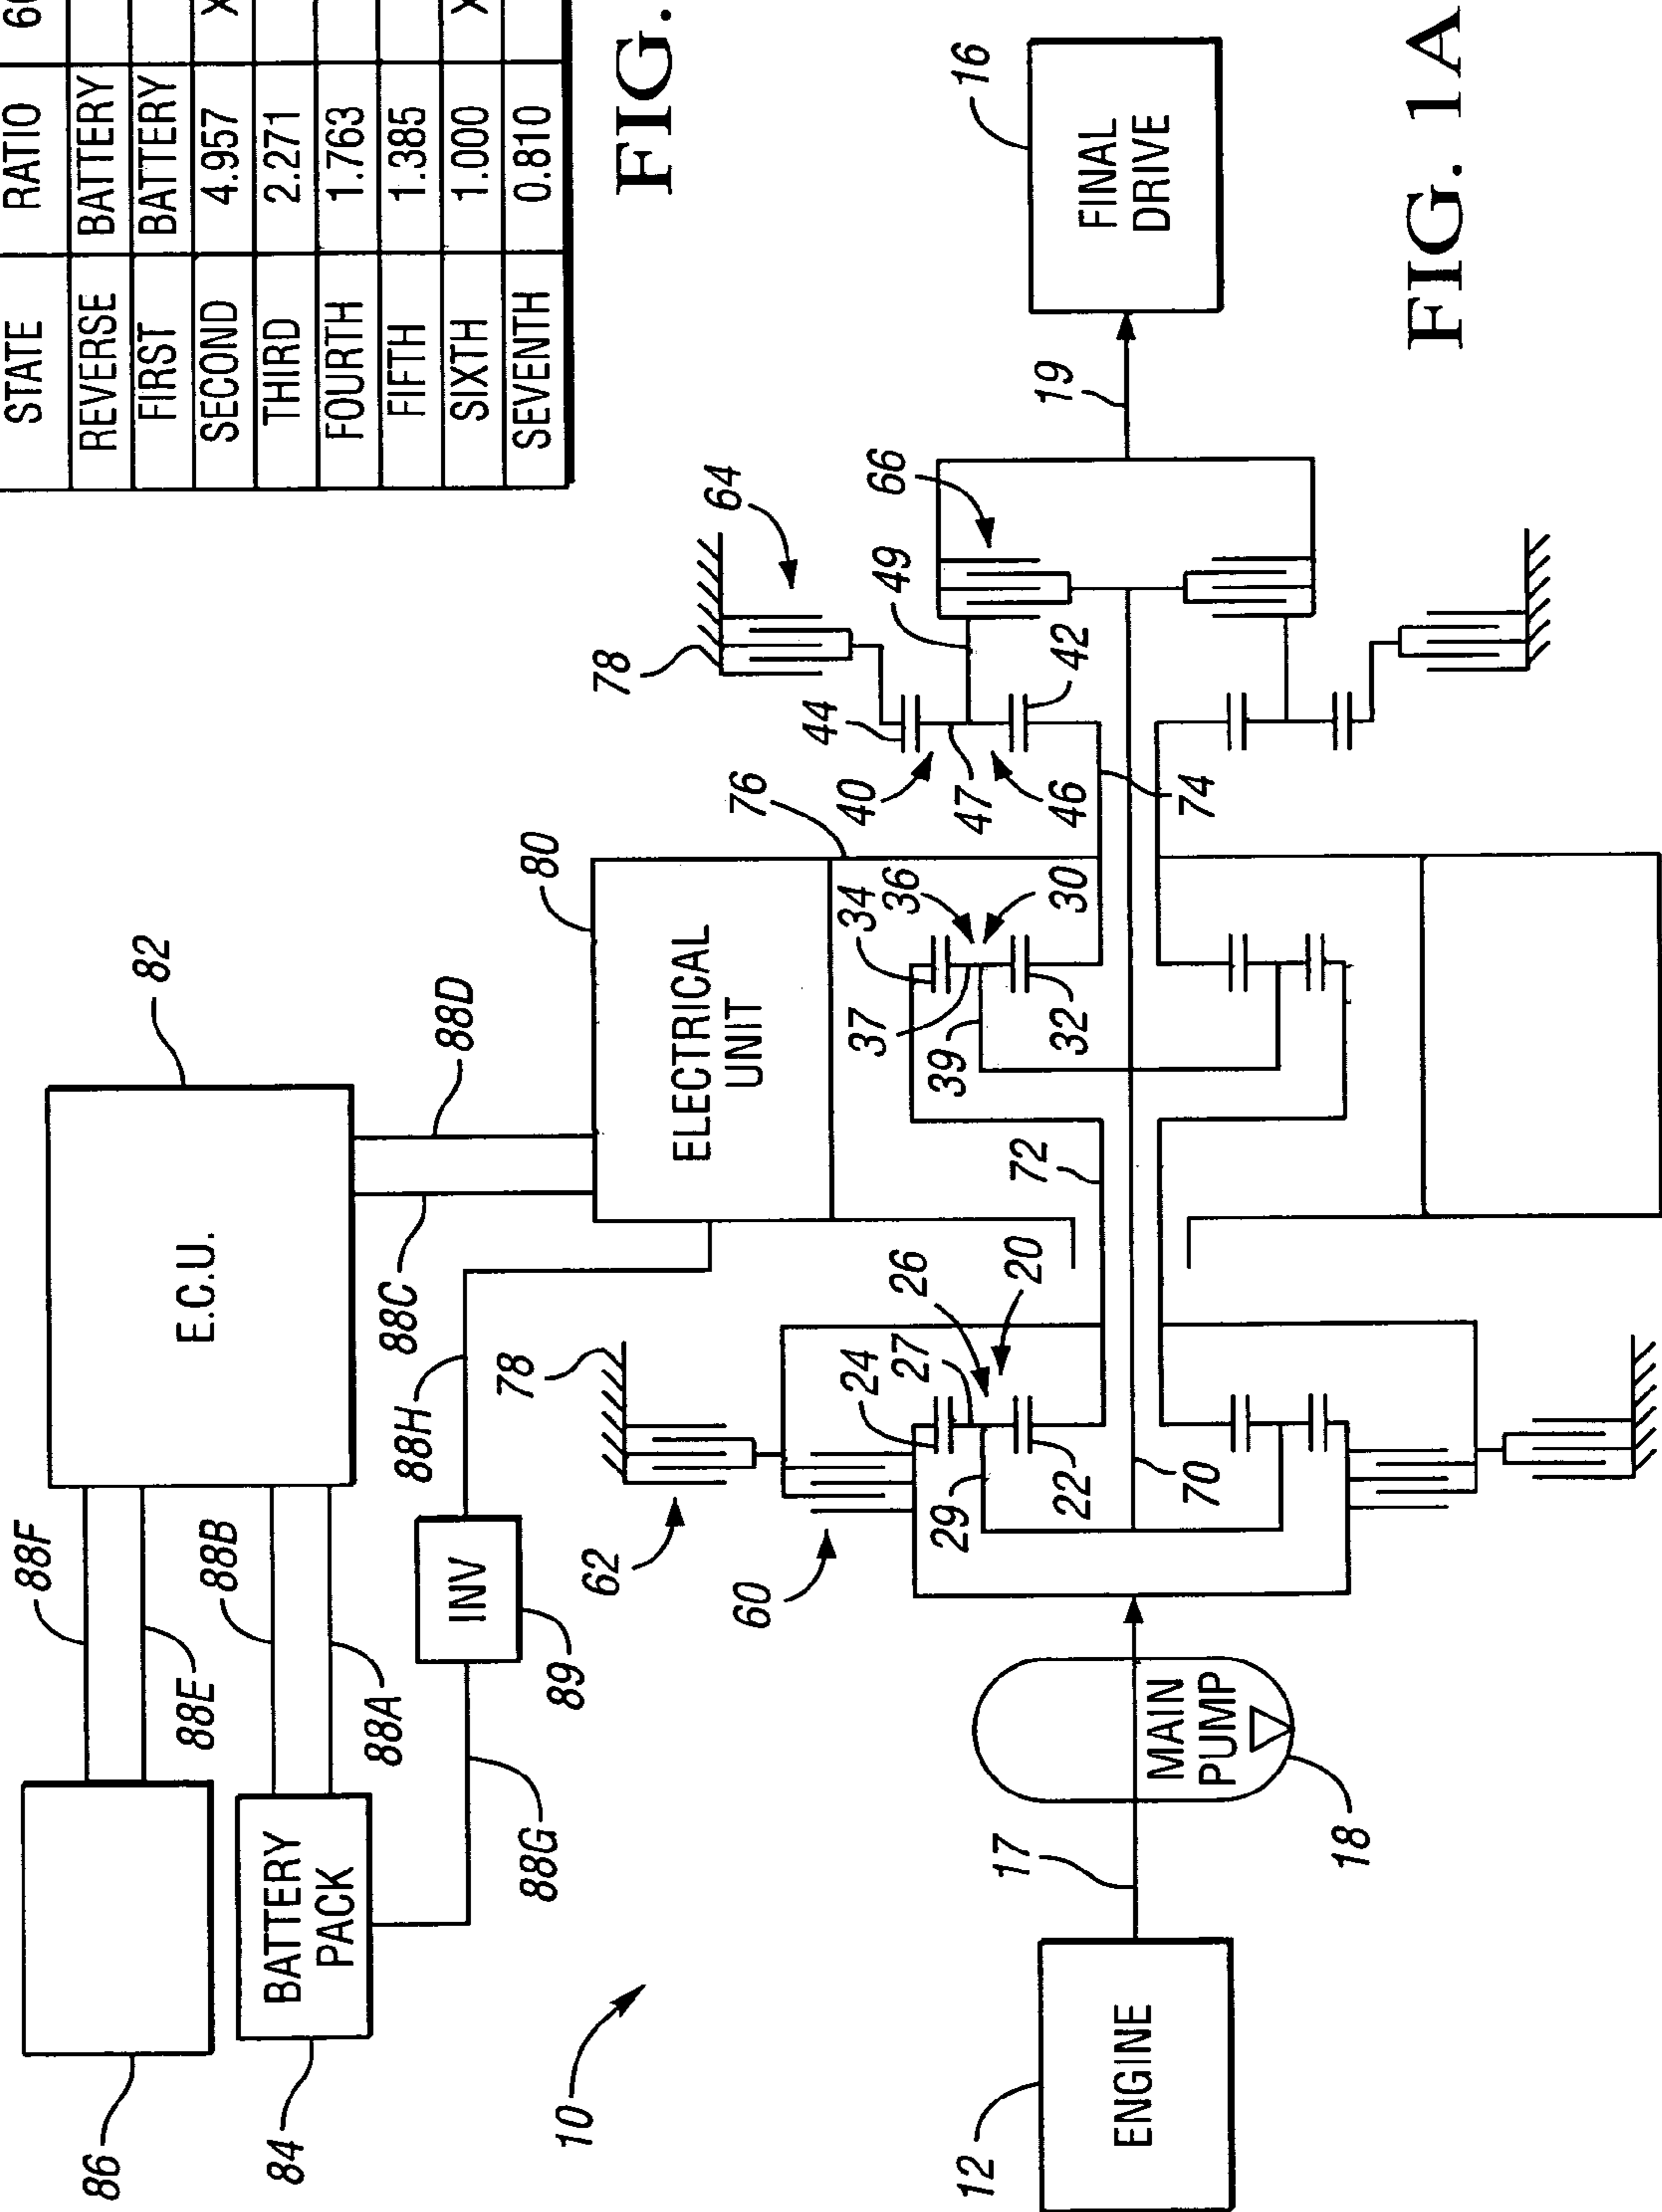 STATE RATIO
REVERSE BATTERY
FIRST BATTERY
SECOND 4.957 X
THIRD 2.271
FOURTH 1.763
FIFTH 1.385
SIXTH 1.000 X
SEVENTH 0.810
FIG.
86
88F
88E
84
BATTERY
PACK
88B
88A
E.C.U.
82
88G
INV
89
88H
88C
88D
ELECTRICAL
UNIT
80
76
10
62
78
60
24
27
26
20
29
22
70
72
34
36
30
37
39
32
78
64
44
49
66
42
40
47
46
74
12
ENGINE
17
MAIN
PUMP
18
19
FINAL
DRIVE
16
FIG. 1A